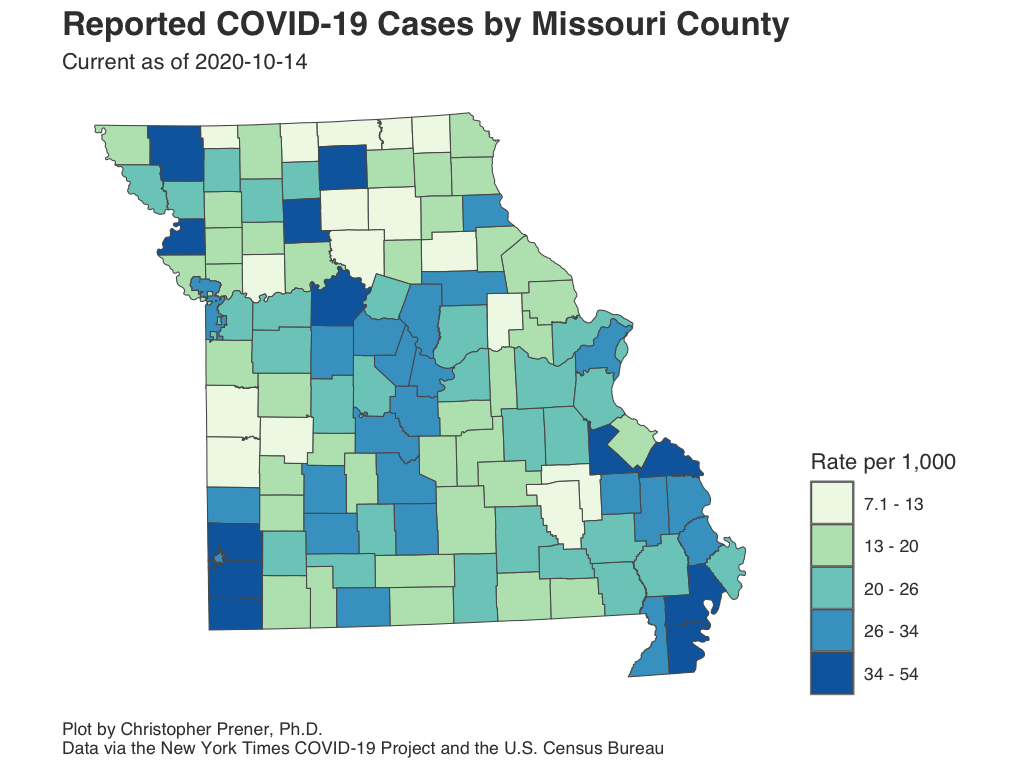 Reported COVID-19 Cases by Missouri County
Current as of 2020-10-14
Rate per 1,000
7.1 - 13
13 - 20
20 - 26
26 - 34
34 - 54
Plot by Christopher Prener, Ph.D.
Data via the New York Times COVID-19 Project and the U.S. Census Bureau